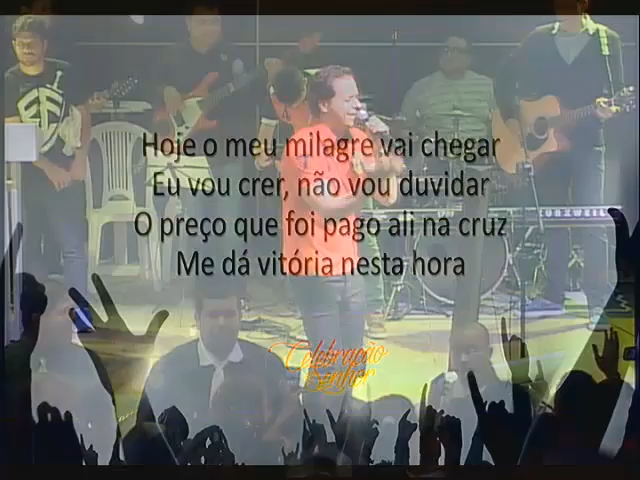 Hoje o meu milagre vai chegar
Eu vou crer, não vou duvidar
O preço que foi pago ali na cruz
Me dá vitória nesta hora
Celebração
Senhor
KURZWEIL